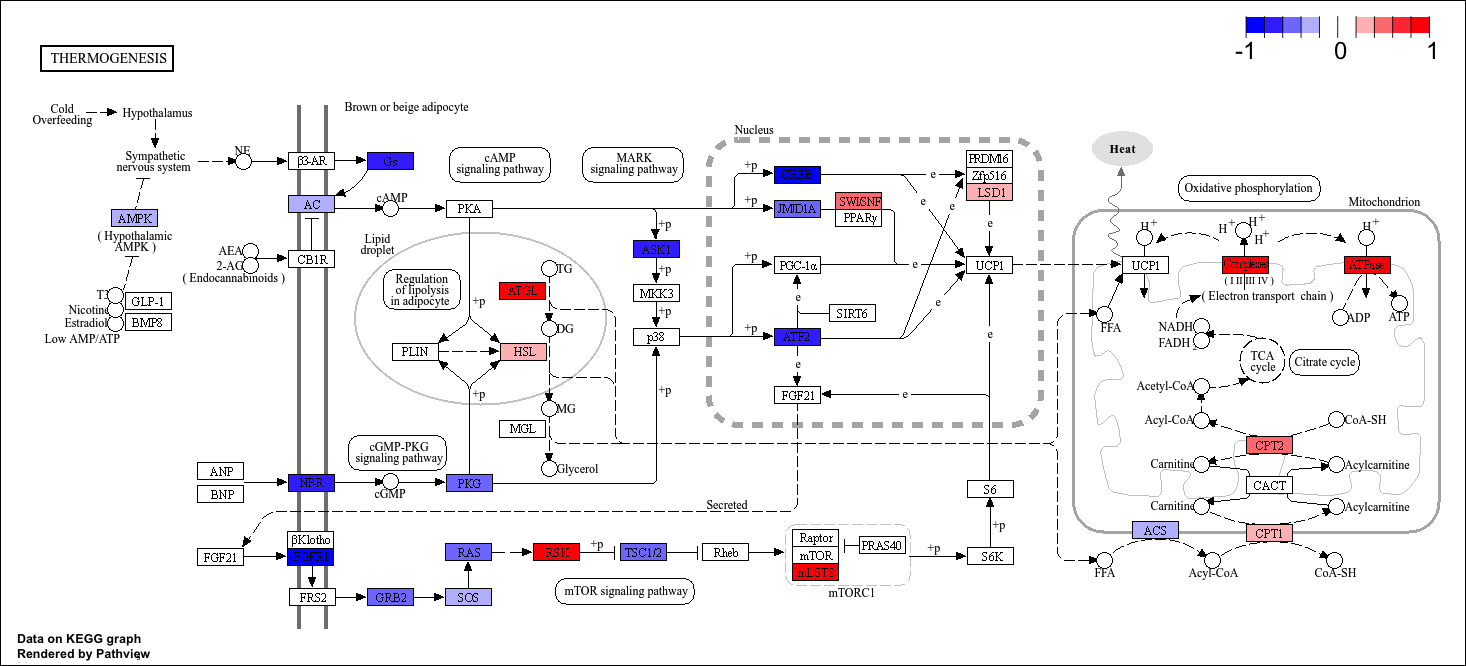 -1 0 1
THERMOGENESIS
Cold
Overfeeding
Hypothalamus
Sympathetic
nervous system
AMPK
( Hypothalamic
AMPK )
T3
Nicotine
Estradiol
Low AMP/ATP
GLP-1
BMP8
NE
AEA
2-AG
( Endocannabinoids )
Brown or beige adipocyte
β3-AR
Gs
AC
CB1R
cAMP
PKA
cAMP
signaling pathway
MARK
signaling pathway
Lipid
droplet
Regulation
of lipolysis
in adipocyte
+p
PLIN
HSL
ATGL
+p
TG
DG
MG
MGL
Glycerol
+p
ASK1
+p
MKK3
+p
p38
+p
ANP
BNP
NPR
cGMP
cGMP-PKG
signaling pathway
PKG
Nucleus
+p
CREB
+p
JMJD1A
SWI/SNF
PPARγ
+p
PGC-1α
SIRT6
+p
ATF2
e
FGF21
PRDM16
Zfp516
LSD1
e
e
e
e
e
e
e
UCP1
e
e
Secreted
FGF21
βKlotho
FGFR1
FRS2
GRB2
SOS
RAS
RSK
+p
TSC1/2
Rheb
mTOR signaling pathway
Raptor
mTOR
mLST8
PRAS40
mTORC1
+p
S6K
+p
S6
Heat
Oxidative phosphorylation
Mitochondrion
H+
H+
H+
H+
H+
UCP1
Complexes
( I II III IV )
( Electron transport chain )
ATPase
ADP
ATP
FFA
NADH
FADH2
TCA
cycle
Citrate cycle
Acetyl-CoA
Acyl-CoA
CoA-SH
CPT2
Carnitine
Acylcarnitine
CACT
Carnitine
Acylcarnitine
ACS
CPT1
FFA
Acyl-CoA
CoA-SH
Data on KEGG graph
Rendered by Pathview